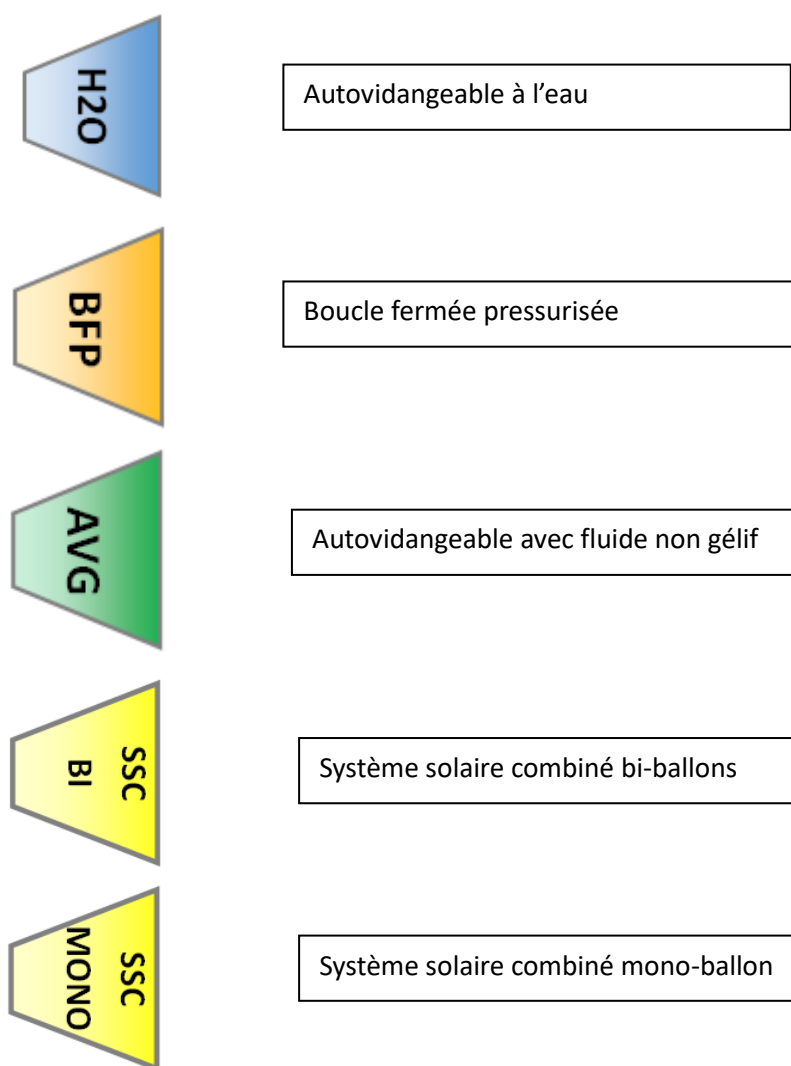 H2O
Autovidangeable à l’eau
BFP
Boucle fermée pressurisée
AVG
Autovidangeable avec fluide non gélif
SSC
BI
Système solaire combiné bi-ballons
SSC
MONO
Système solaire combiné mono-ballon